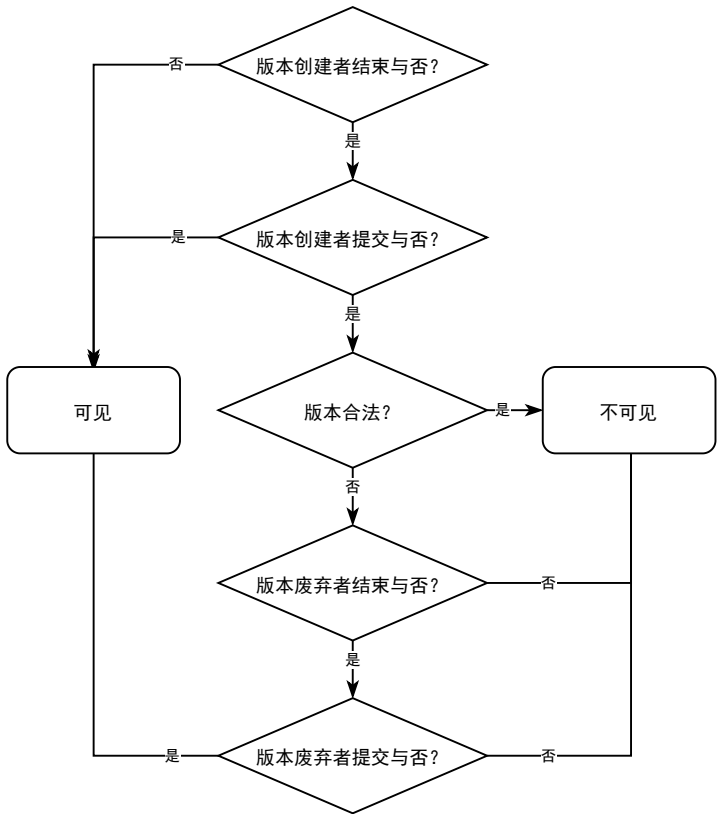 版本创建者结束与否？
否
是
版本创建者提交与否？
是
是
可见
版本合法？
是
不可见
否
版本废弃者结束与否？
否
是
版本废弃者提交与否？
是
否